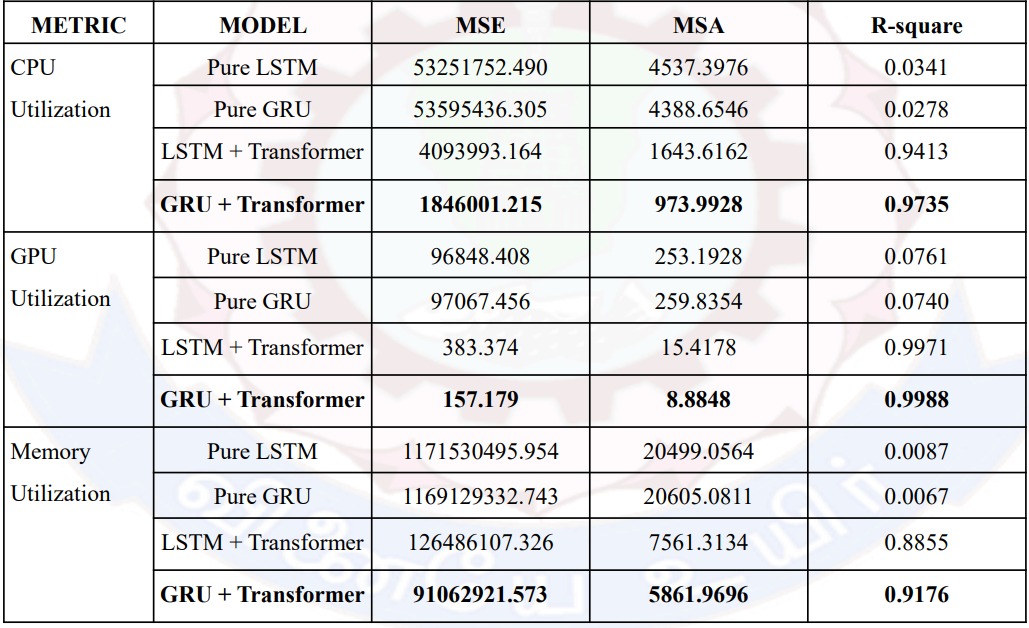 METRIC MODEL MSE MSA R-square
CPU Utilization Pure LSTM 53251752.490 4537.3976 0.0341
Pure GRU 53595436.305 4388.6546 0.0278
LSTM + Transformer 4093993.164 1643.6162 0.9413
GRU + Transformer 1846001.215 973.9928 0.9735
GPU Utilization Pure LSTM 96848.408 253.1928 0.0761
Pure GRU 97067.456 259.8354 0.0740
LSTM + Transformer 383.374 15.4178 0.9971
GRU + Transformer 157.179 8.8848 0.9988
Memory Utilization Pure LSTM 1171530495.954 20499.0564 0.0087
Pure GRU 1169129332.743 20605.0811 0.0067
LSTM + Transformer 126486107.326 7561.3134 0.8855
GRU + Transformer 91062921.573 5861.9696 0.9176